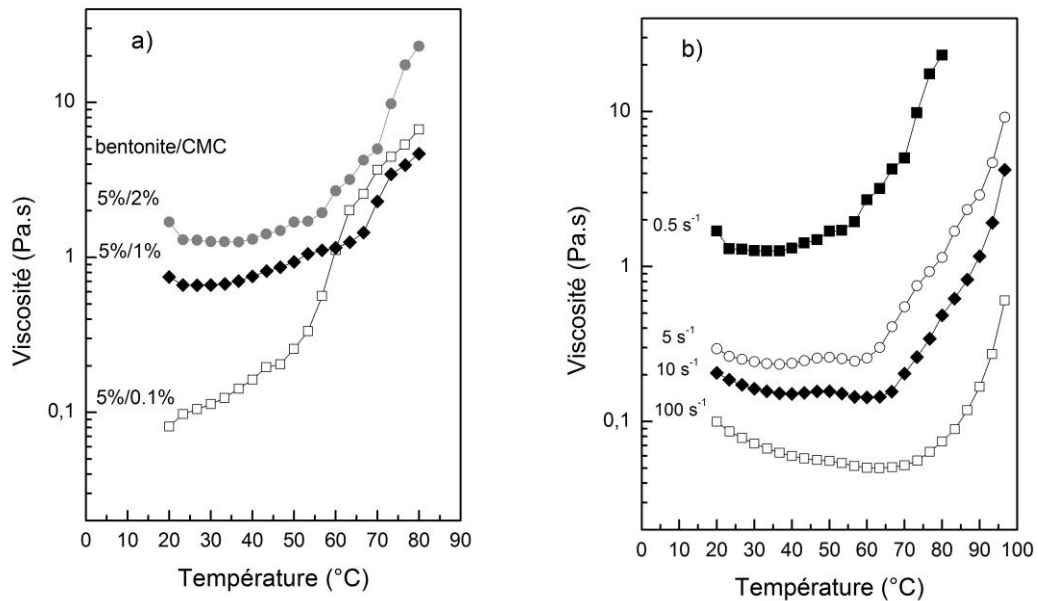 a)
10
1
0,1
Viscosité (Pa.s)
bentonite/CMC
5%/2%
5%/1%
5%/0.1%
0 10 20 30 40 50 60 70 80 90
Température (°C)
b)
10
1
0,1
Viscosité (Pa.s)
0.5 s⁻¹
5 s⁻¹
10 s⁻¹
100 s⁻¹
0 10 20 30 40 50 60 70 80 90 100
Température (°C)